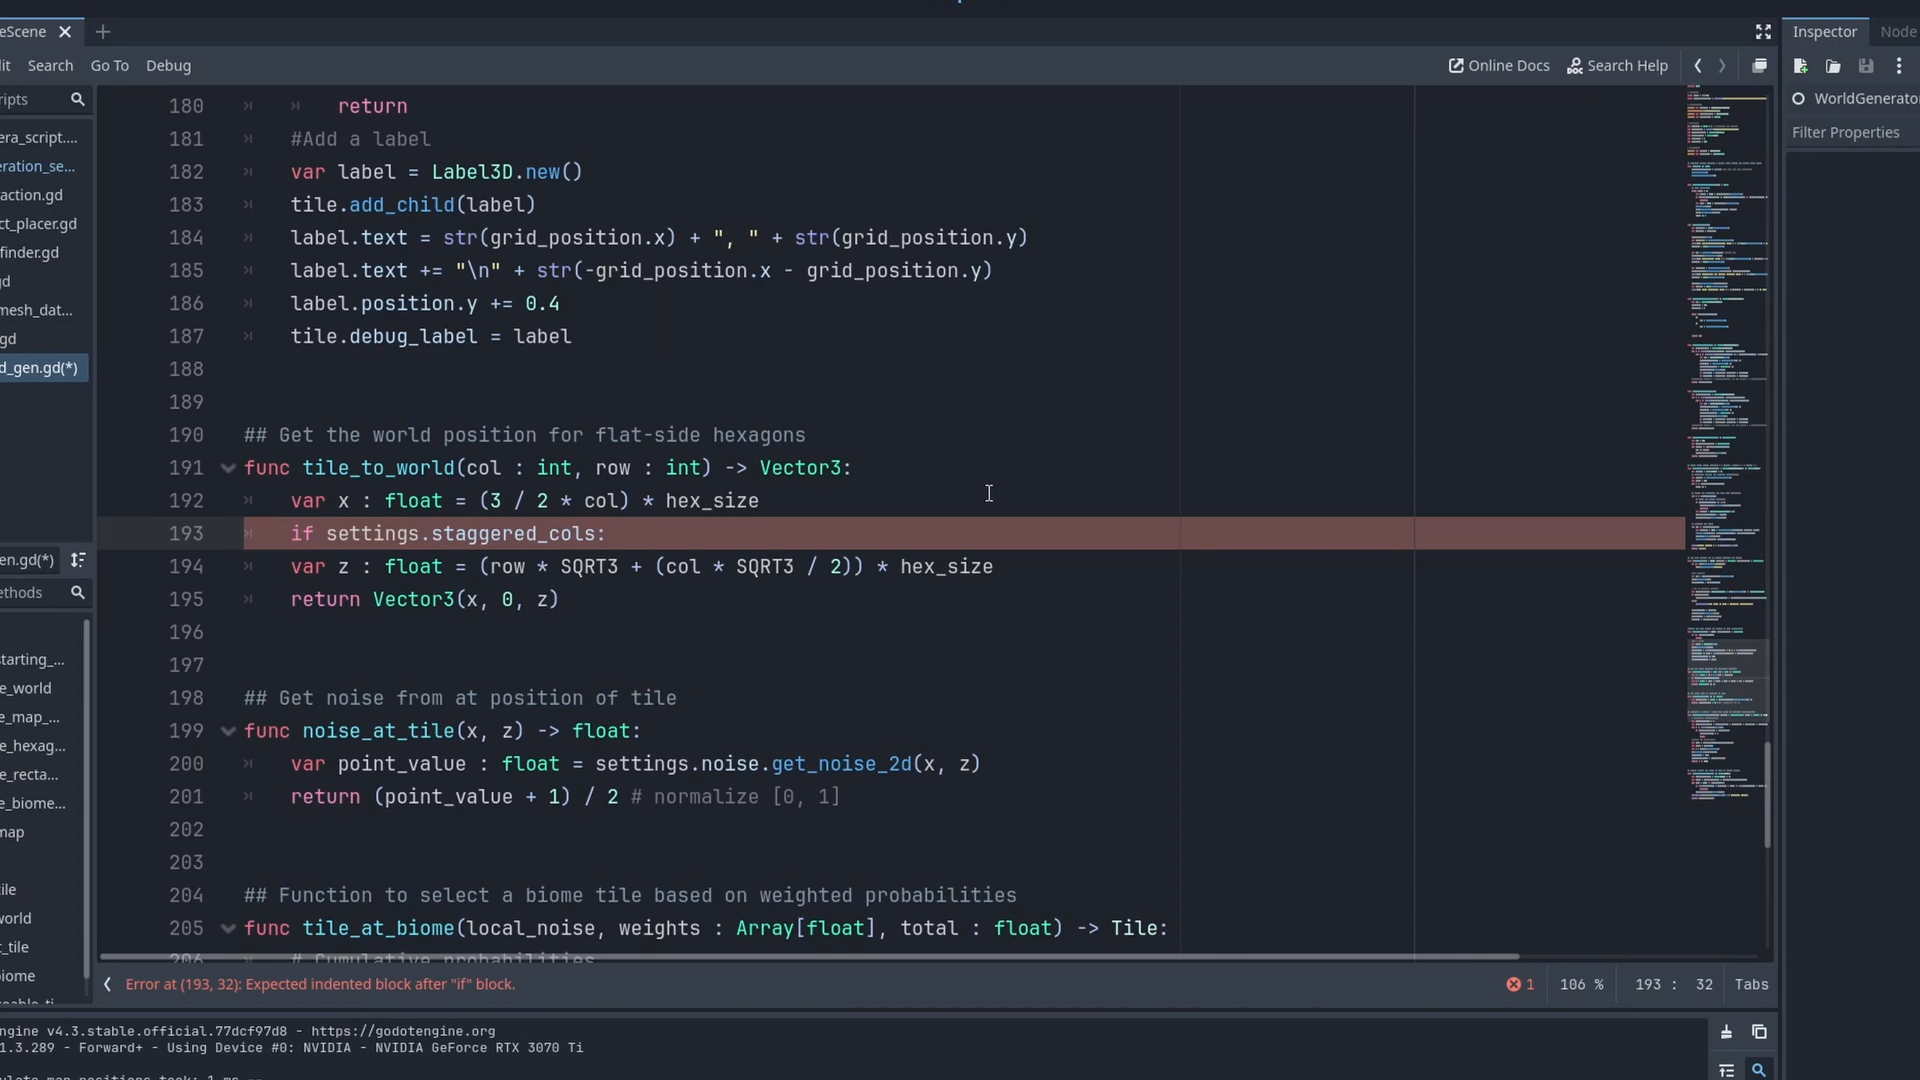 eScene
Inspector
Node
it Search Go To Debug
Online Docs
Search Help
ipts
WorldGenerato
Filter Properties
era_script....
eration_se...
action.gd
ct_placer.gd
finder.gd
gd
mesh_dat...
gd
d_gen.gd(*)
en.gd(*)
ethods
starting_...
e_world
e_map_...
e_hexag...
e_recta...
e_biome...
map
ile
world
t_tile
iome
180 return
181 #Add a label
182 var label = Label3D.new()
183 tile.add_child(label)
184 label.text = str(grid_position.x) + ", " + str(grid_position.y)
185 label.text += "\n" + str(-grid_position.x - grid_position.y)
186 label.position.y += 0.4
187 tile.debug_label = label
188
189
190 ## Get the world position for flat-side hexagons
191 func tile_to_world(col : int, row : int) -> Vector3:
192 var x : float = (3 / 2 * col) * hex_size
193 if settings.staggered_cols:
194 var z : float = (row * SQRT3 + (col * SQRT3 / 2)) * hex_size
195 return Vector3(x, 0, z)
196
197
198 ## Get noise from at position of tile
199 func noise_at_tile(x, z) -> float:
200 var point_value : float = settings.noise.get_noise_2d(x, z)
201 return (point_value + 1) / 2 # normalize [0, 1]
202
203
204 ## Function to select a biome tile based on weighted probabilities
205 func tile_at_biome(local_noise, weights : Array[float], total : float) -> Tile:
206 # Cumulative probabilities
Error at (193, 32): Expected indented block after "if" block.
1 106 % 193 : 32 Tabs
ngine v4.3.stable.official.77dcf97d8 - https://godotengine.org
1.3.289 - Forward+ - Using Device #0: NVIDIA - NVIDIA GeForce RTX 3070 Ti